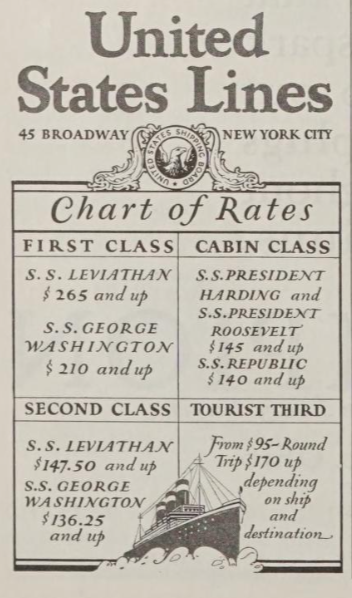 United
States Lines
45 BROADWAY NEW YORK CITY
UNITED STATES SHIPPING BOARD
Chart of Rates
FIRST CLASS
S. S. LEVIATHAN
$265 and up
S. S. GEORGE
WASHINGTON
$210 and up
CABIN CLASS
S.S. PRESIDENT
HARDING and
S.S. PRESIDENT
ROOSEVELT
$145 and up
S.S. REPUBLIC
$140 and up
SECOND CLASS
S. S. LEVIATHAN
$147.50 and up
S.S. GEORGE
WASHINGTON
$136.25
and up
TOURIST THIRD
From $95-Round
Trip $170 up
depending
on ship
and
destination